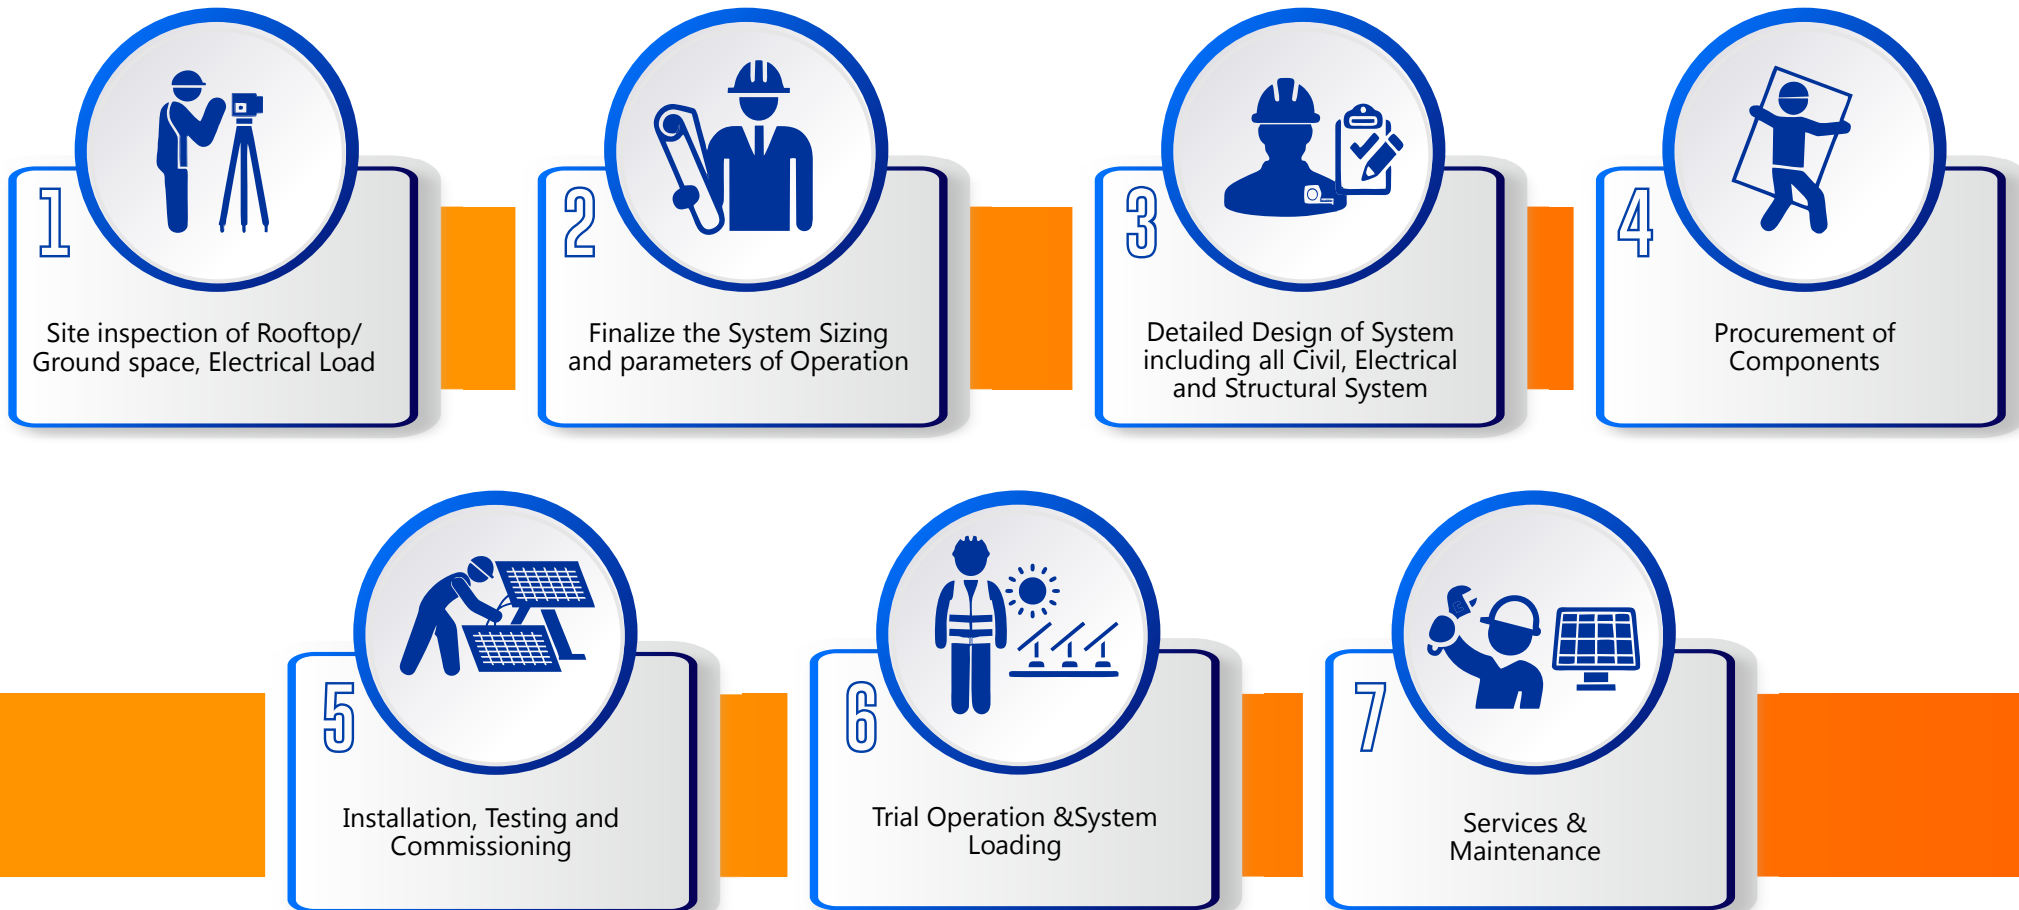 1
Site inspection of Rooftop/
Ground space, Electrical Load
2
Finalize the System Sizing
and parameters of Operation
3
Detailed Design of System
including all Civil, Electrical
and Structural System
4
Procurement of
Components
5
Installation, Testing and
Commissioning
6
Trial Operation &System
Loading
7
Services &
Maintenance